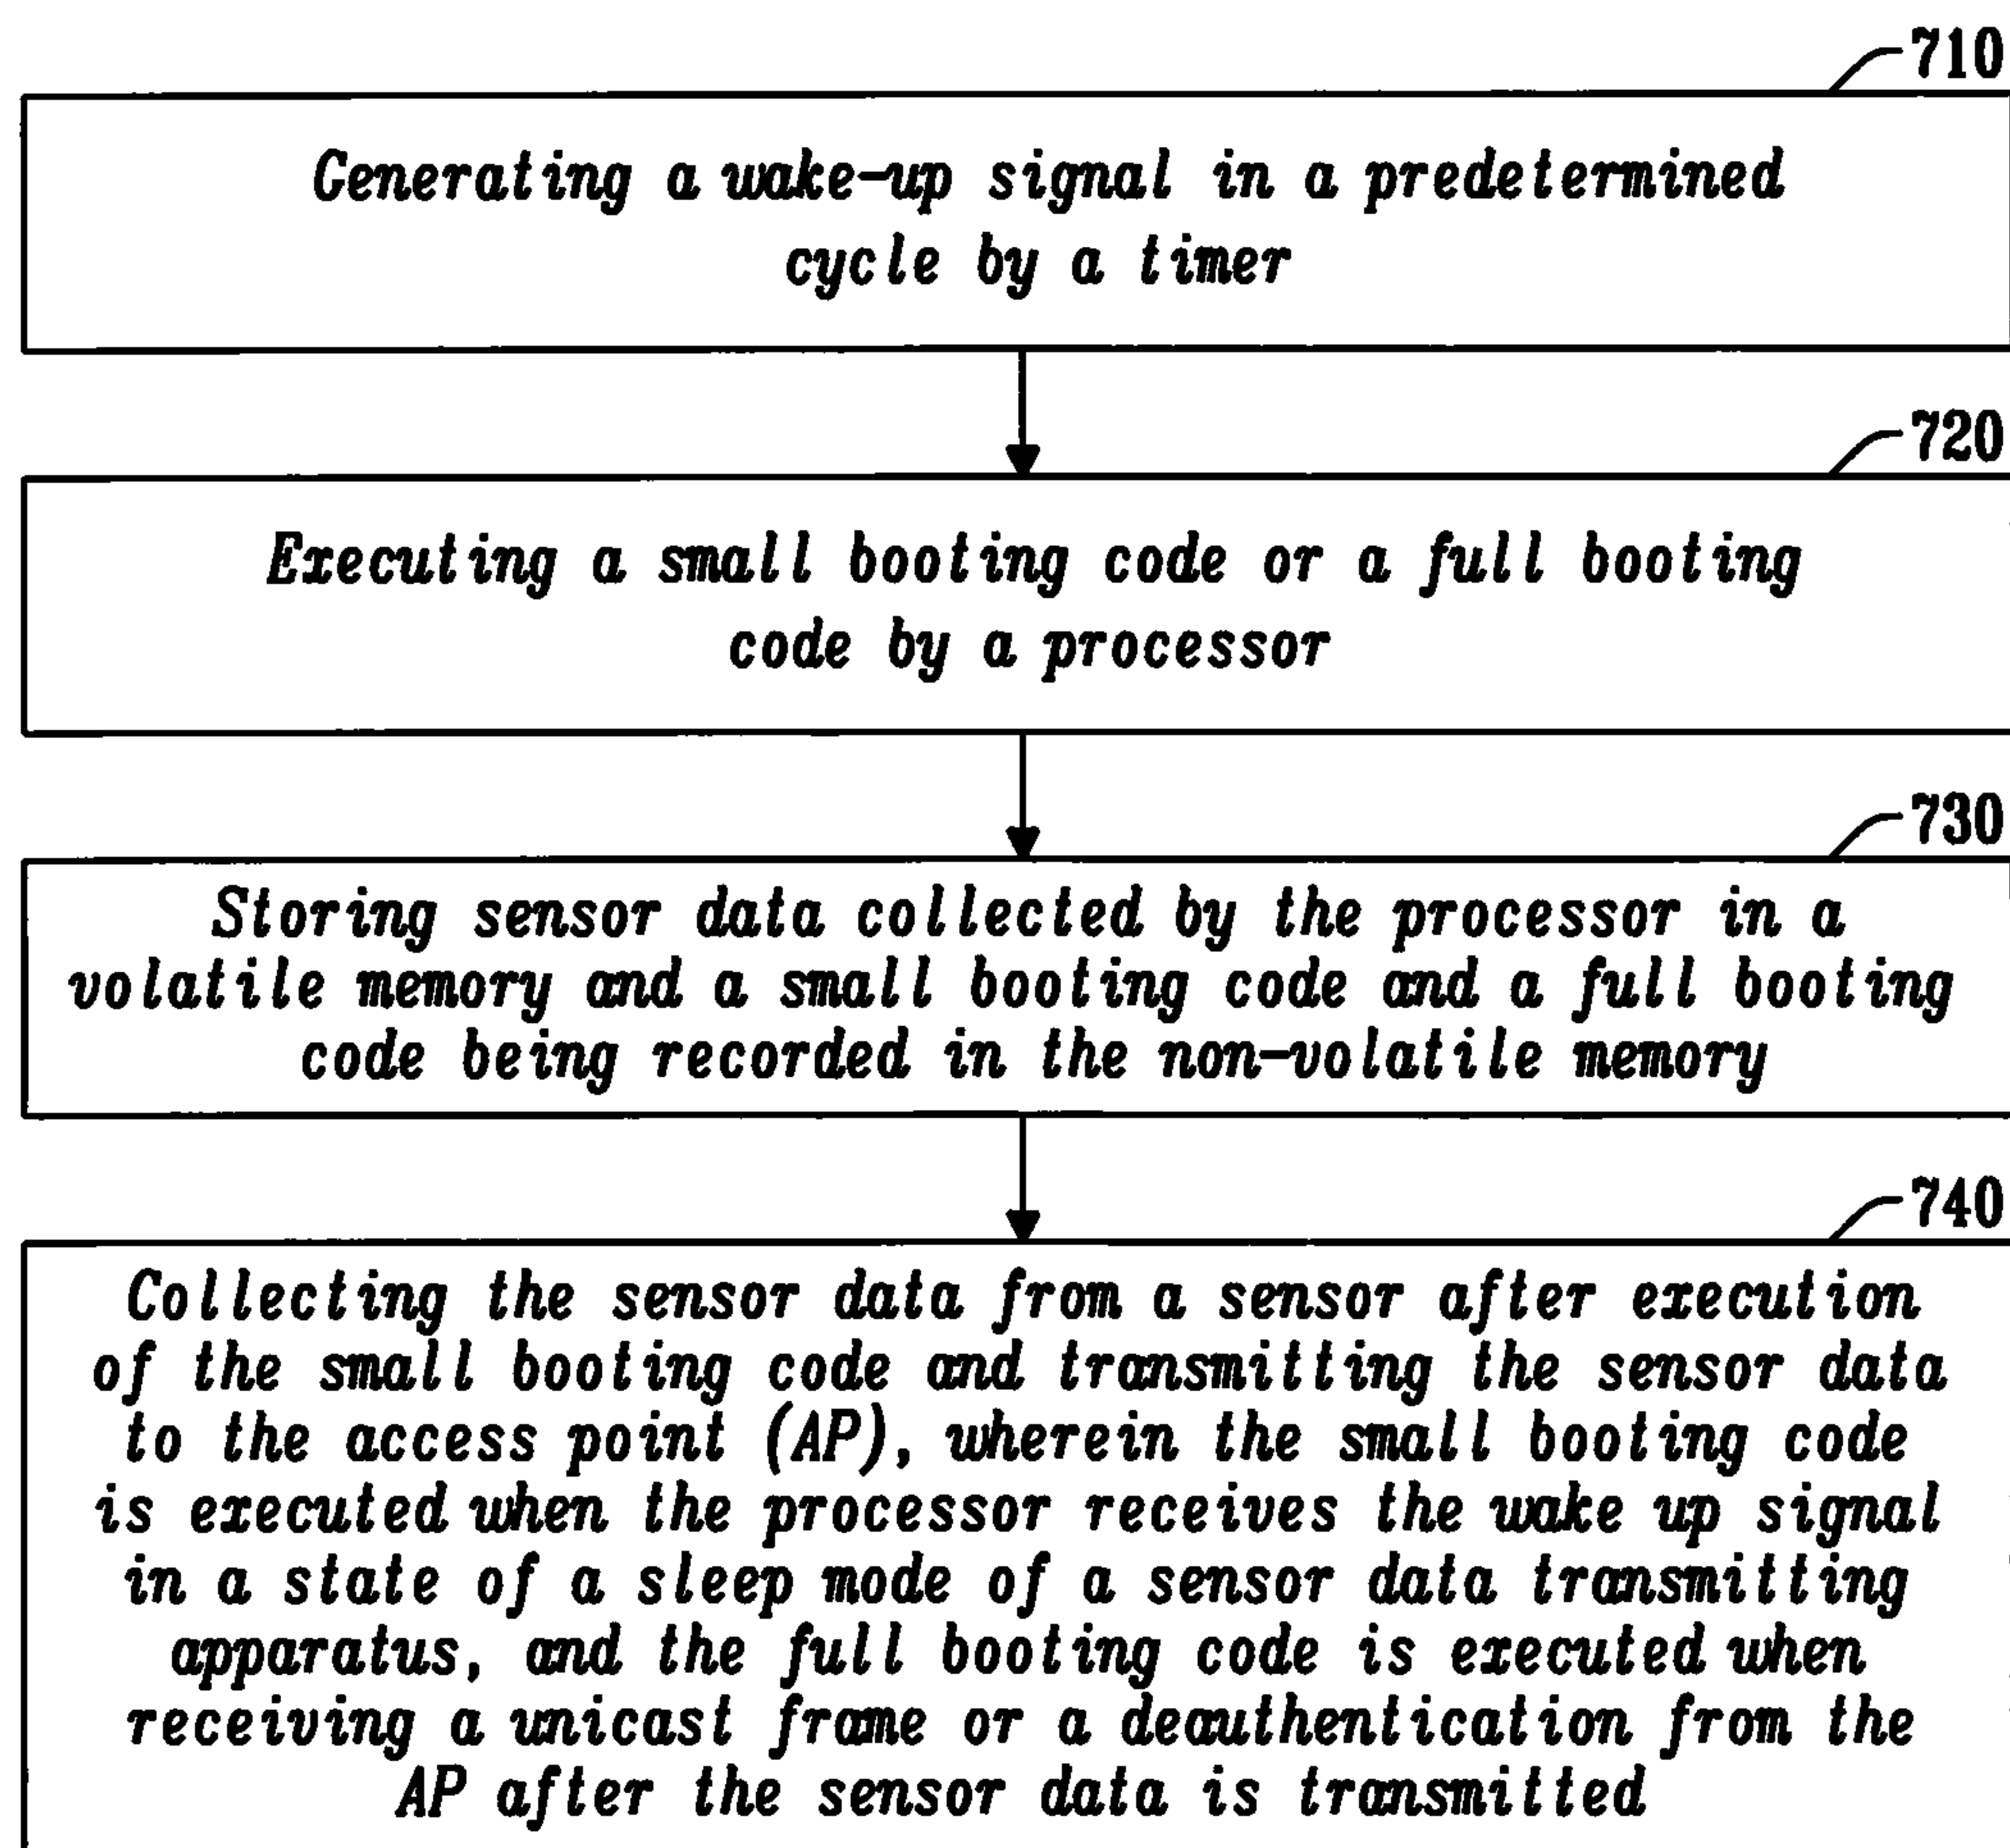 710
Generating a wake-up signal in a predetermined
cycle by a timer
720
Executing a small booting code or a full booting
code by a processor
730
Storing sensor data collected by the processor in a
volatile memory and a small booting code and a full booting
code being recorded in the non-volatile memory
740
Collecting the sensor data from a sensor after execution
of the small booting code and transmitting the sensor data
to the access point (AP), wherein the small booting code
is executed when the processor receives the wake up signal
in a state of a sleep mode of a sensor data transmitting
apparatus, and the full booting code is executed when
receiving a unicast frame or a deauthentication from the
AP after the sensor data is transmitted